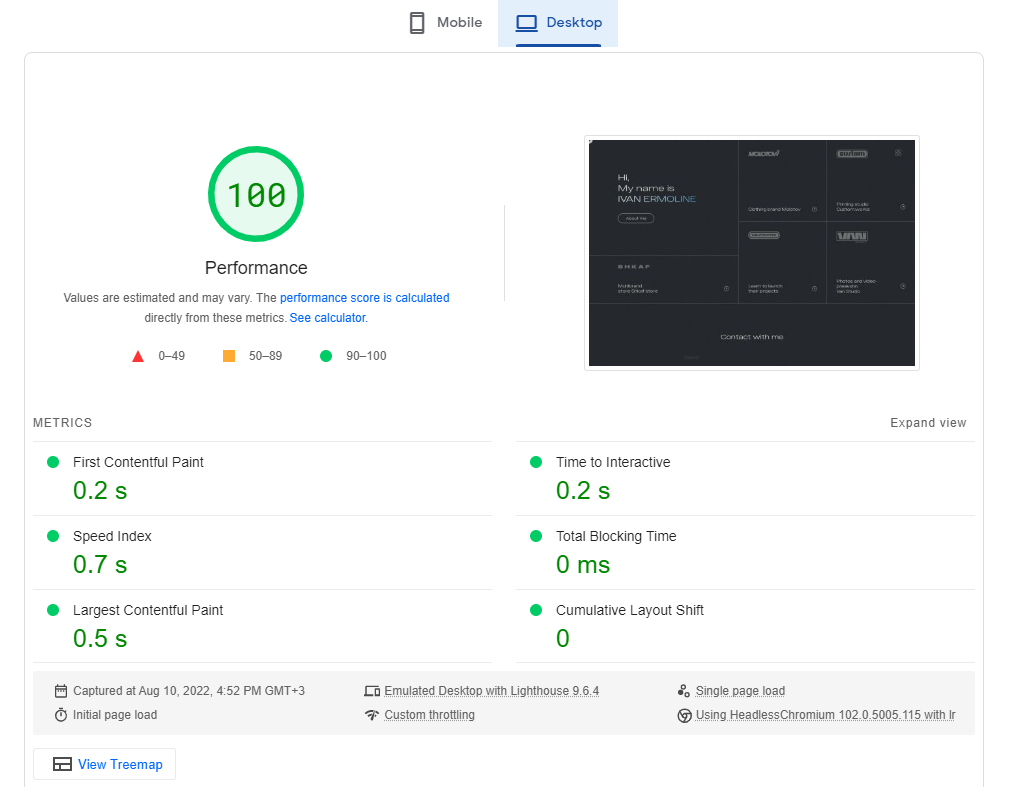 Mobile
Desktop
100
Performance
Values are estimated and may vary. The performance score is calculated
directly from these metrics. See calculator.
0–49
50–89
90–100
Hi,
My name is
IVAN ERMOLINE
About me
MOLOTOV
Clothing brand Molotov
Printing studio
SHKAF
Multibrand
store Shkaf store
Learn to launch
their projects
Photos and video
Contact with me
METRICS
Expand view
First Contentful Paint
0.2 s
Time to Interactive
0.2 s
Speed Index
0.7 s
Total Blocking Time
0 ms
Largest Contentful Paint
0.5 s
Cumulative Layout Shift
0
Captured at Aug 10, 2022, 4:52 PM GMT+3
Emulated Desktop with Lighthouse 9.6.4
Single page load
Initial page load
Custom throttling
Using HeadlessChromium 102.0.5005.115 with lr
View Treemap